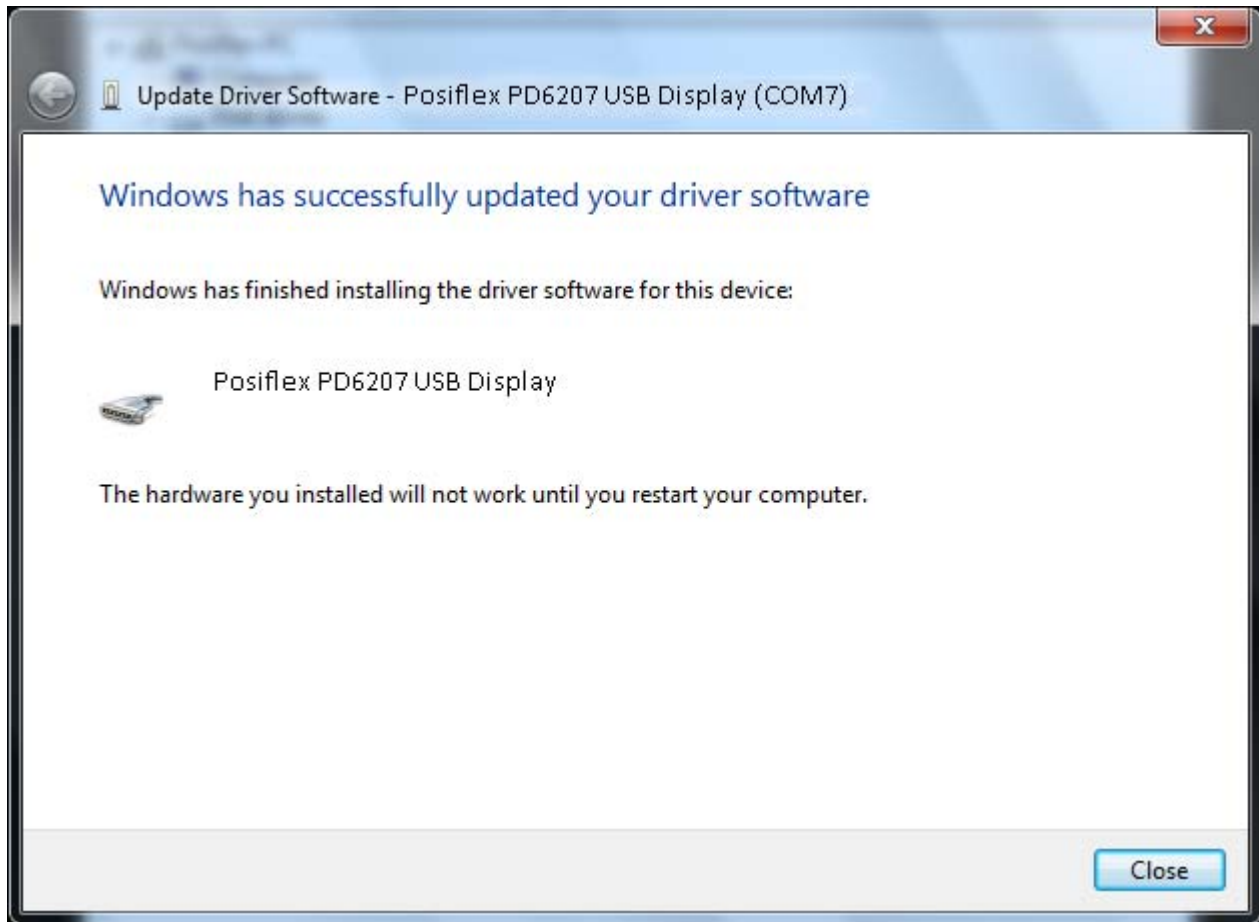 Update Driver Software - Posiflex PD6207 USB Display (COM7)
Windows has successfully updated your driver software
Windows has finished installing the driver software for this device:
Posiflex PD6207 USB Display
The hardware you installed will not work until you restart your computer.
Close